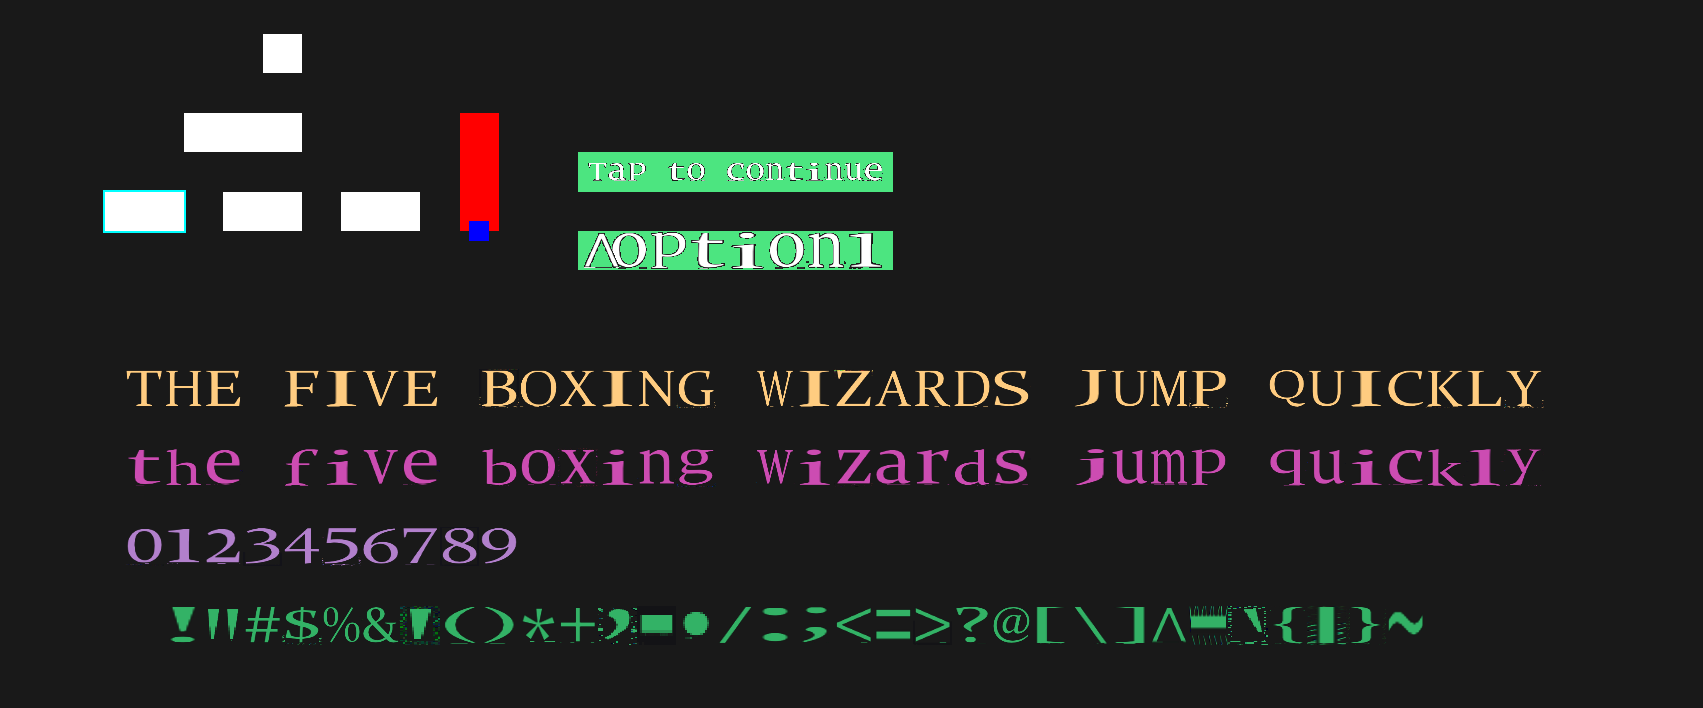 Tap to continue
^option1
THE FIVE BOXING WIZARDS JUMP QUICKLY
the five boxing wizards jump quickly
0123456789
!"#$%&'()*+,-./:;<=>?@[\]^_`{|}~